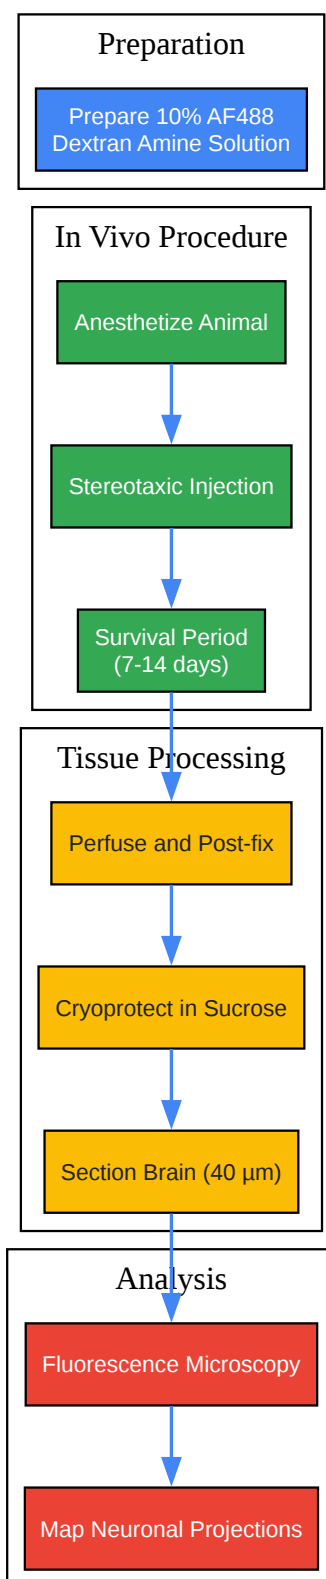 Preparation
Prepare 10% AF488
Dextran Amine Solution
In Vivo Procedure
Anesthetize Animal
Stereotaxic Injection
Survival Period
(7-14 days)
Tissue Processing
Perfuse and Post-fix
Cryoprotect in Sucrose
Section Brain (40 µm)
Analysis
Fluorescence Microscopy
Map Neuronal Projections